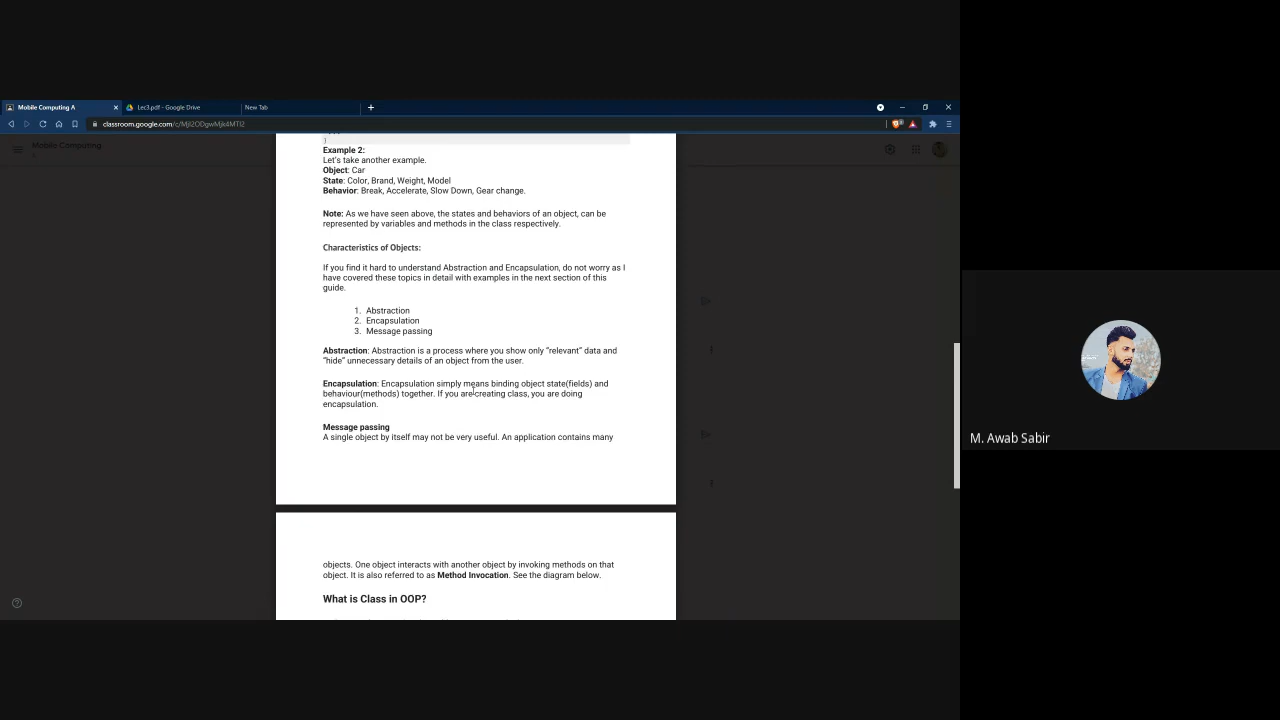 Mobile Computing A
Lec3.pdf - Google Drive
New Tab
classroom.google.com/c/MjI2ODgwMjk4MTI2
Mobile Computing
}
Example 2:
Let's take another example.
Object: Car
State: Color, Brand, Weight, Model
Behavior: Break, Accelerate, Slow Down, Gear change.
Note: As we have seen above, the states and behaviors of an object, can be
represented by variables and methods in the class respectively.
Characteristics of Objects:
If you find it hard to understand Abstraction and Encapsulation, do not worry as I
have covered these topics in detail with examples in the next section of this
guide.
1. Abstraction
2. Encapsulation
3. Message passing
Abstraction: Abstraction is a process where you show only “relevant” data and
“hide” unnecessary details of an object from the user.
Encapsulation: Encapsulation simply means binding object state(fields) and
behaviour(methods) together. If you are creating class, you are doing
encapsulation.
Message passing
A single object by itself may not be very useful. An application contains many
objects. One object interacts with another object by invoking methods on that
object. It is also referred to as Method Invocation. See the diagram below.
What is Class in OOP?
M. Awab Sabir